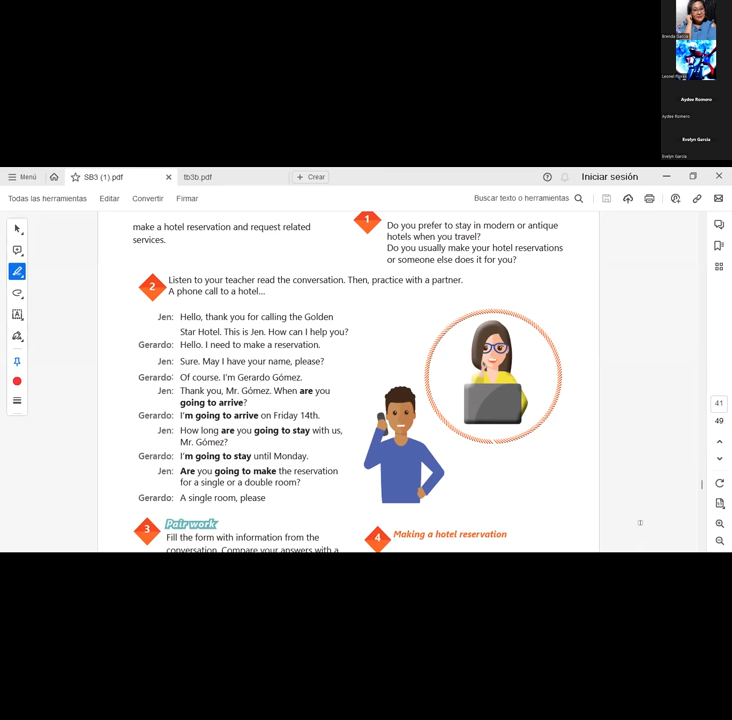 Brenda Garcia
Leonel Flores
Aydee Romero
Aydee Romero
Evelyn Garcia
Evelyn Garcia
Menú
SB3 (1).pdf
tb3b.pdf
Crear
Iniciar sesión
Todas las herramientas
Editar
Convertir
Firmar
Buscar texto o herramientas
make a hotel reservation and request related
services.
1
Do you prefer to stay in modern or antique
hotels when you travel?
Do you usually make your hotel reservations
or someone else does it for you?
2
Listen to your teacher read the conversation. Then, practice with a partner.
A phone call to a hotel...
Jen: Hello, thank you for calling the Golden
Star Hotel. This is Jen. How can I help you?
Gerardo: Hello. I need to make a reservation.
Jen: Sure. May I have your name, please?
Gerardo: Of course. I'm Gerardo Gómez.
Jen: Thank you, Mr. Gómez. When are you
going to arrive?
Gerardo: I'm going to arrive on Friday 14th.
Jen: How long are you going to stay with us,
Mr. Gómez?
Gerardo: I'm going to stay until Monday.
Jen: Are you going to make the reservation
for a single or a double room?
Gerardo: A single room, please
3
Pair work
Fill the form with information from the
conversation. Compare your answers with a
4
Making a hotel reservation
41
49